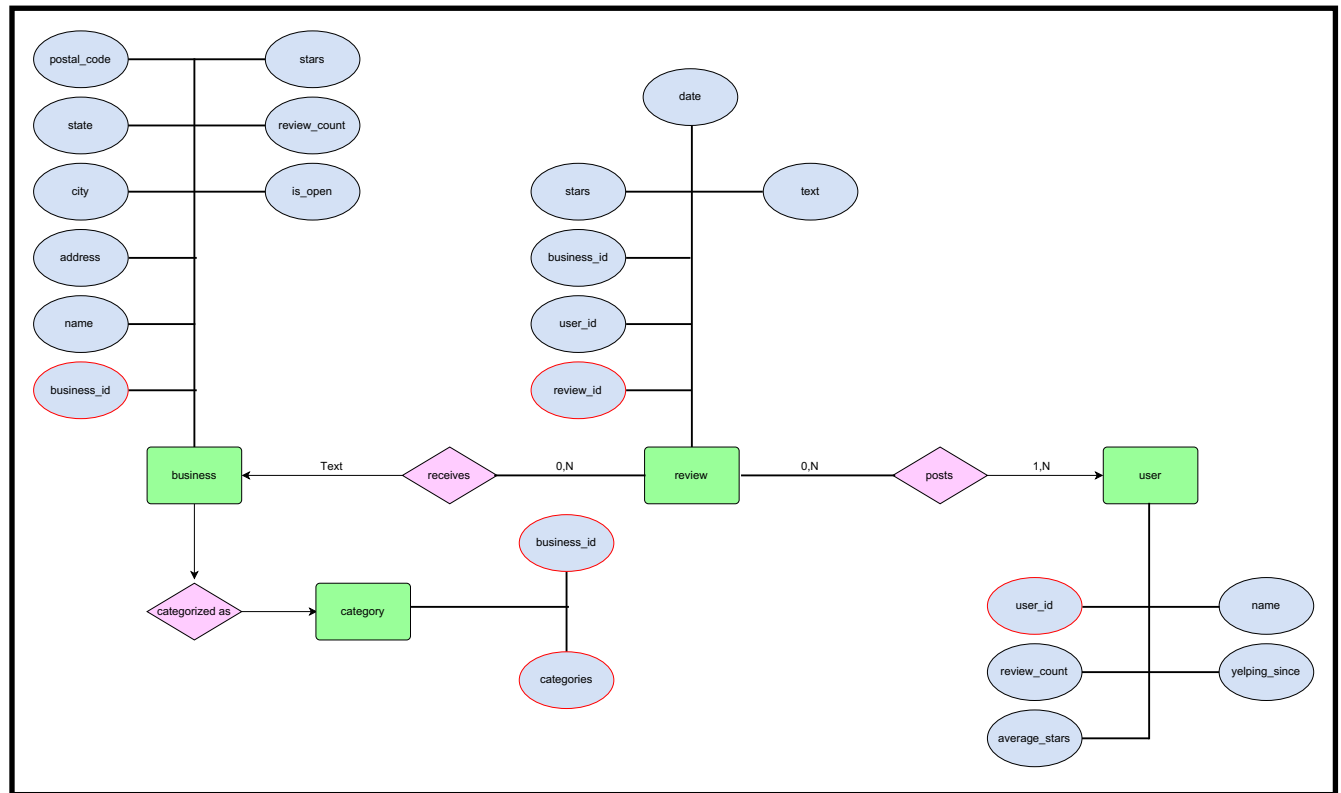 postal_code
stars
state
review_count
city
is_open
address
name
business_id
date
stars
text
business_id
user_id
review_id
business
Text
receives
0,N
review
0,N
posts
1,N
user
categorized as
category
business_id
categories
user_id
name
review_count
yelping_since
average_stars